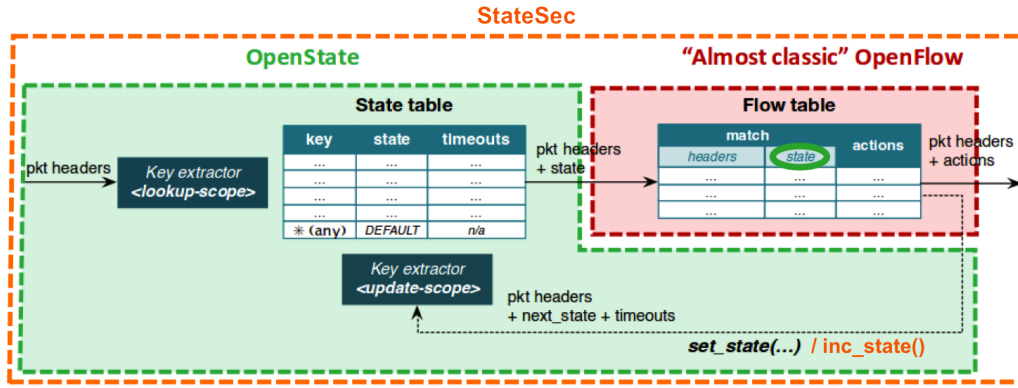 StateSec
OpenState
“Almost classic” OpenFlow
State table
Flow table
pkt headers
Key extractor
<lookup-scope>
key state timeouts
... ... ...
... ... ...
... ... ...
... ... ...
* (any) DEFAULT n/a
pkt headers
+ state
match actions
headers state
... ... ...
... ... ...
... ... ...
pkt headers
+ actions
Key extractor
<update-scope>
pkt headers
+ next_state + timeouts
set_state(...) / inc_state()